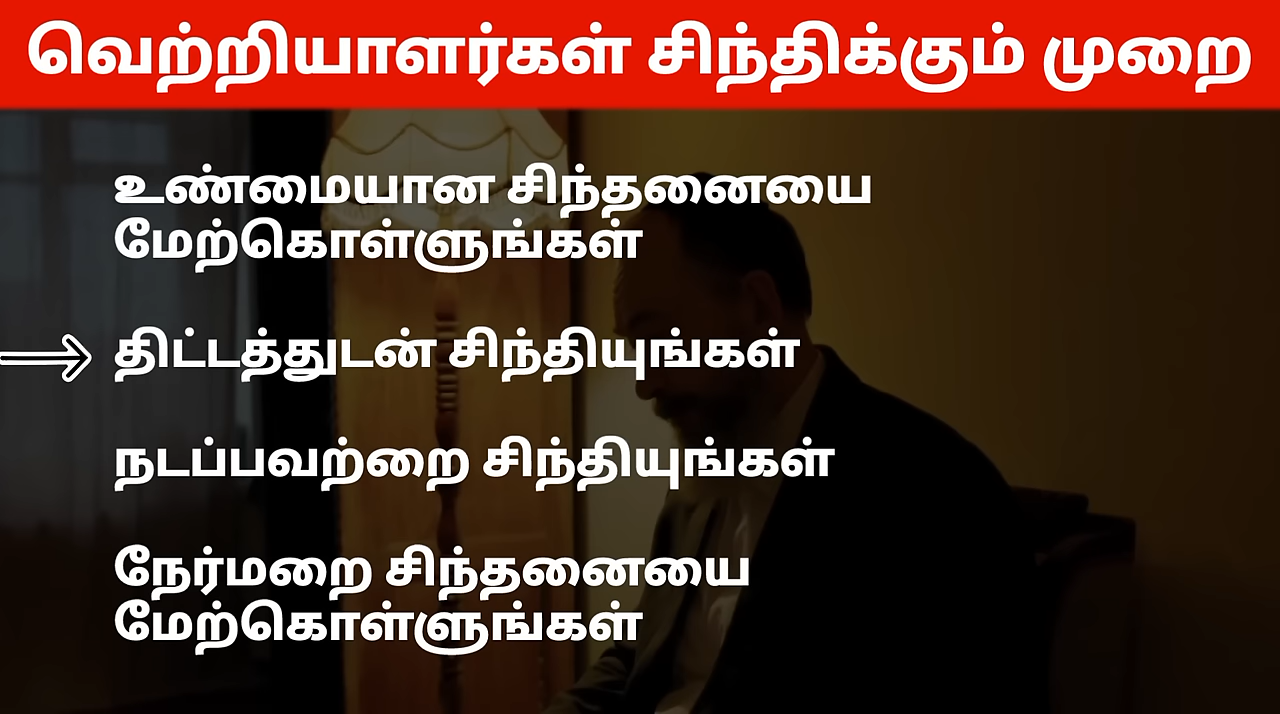 வெற்றியாளர்கள் சிந்திக்கும் முறை
உண்மையான சிந்தனையை
மேற்கொள்ளுங்கள்
திட்டத்துடன் சிந்தியுங்கள்
நடப்பவற்றை சிந்தியுங்கள்
நேர்மறை சிந்தனையை
மேற்கொள்ளுங்கள்